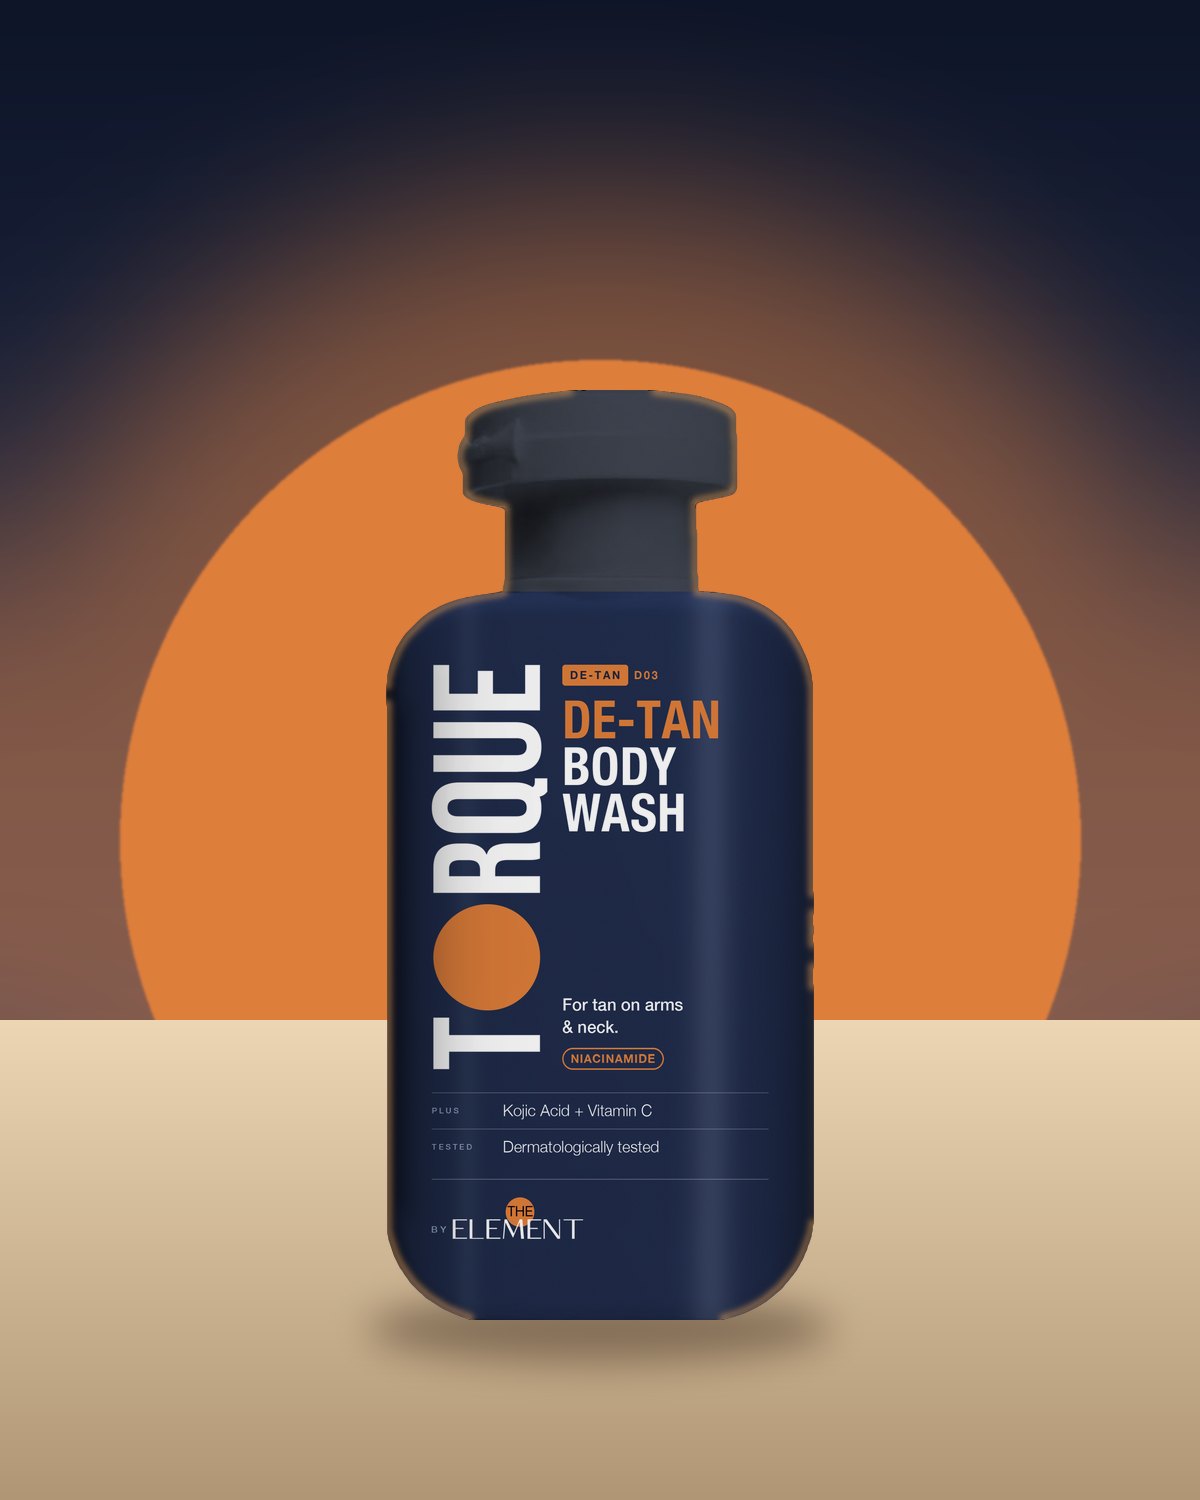 TORQUE
DE-TAN D03
DE-TAN
BODY
WASH
For tan on arms
& neck.
NIACINAMIDE
PLUS Kojic Acid + Vitamin C
TESTED Dermatologically tested
BY THE ELEMENT